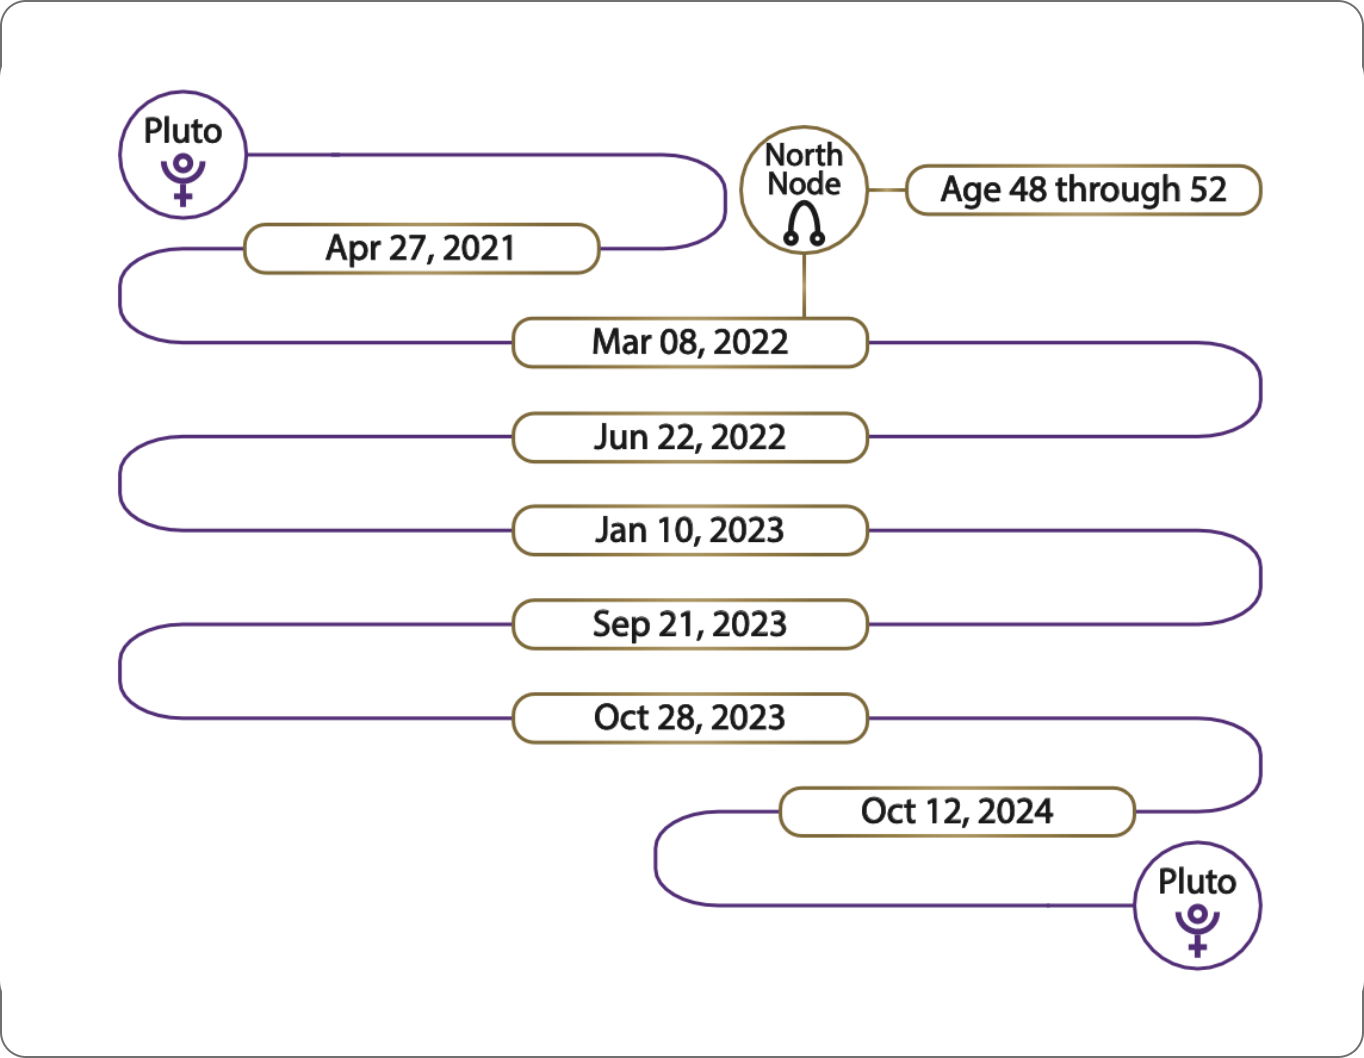 Pluto
North
Node
Age 48 through 52
Apr 27, 2021
Mar 08, 2022
Jun 22, 2022
Jan 10, 2023
Sep 21, 2023
Oct 28, 2023
Oct 12, 2024
Pluto